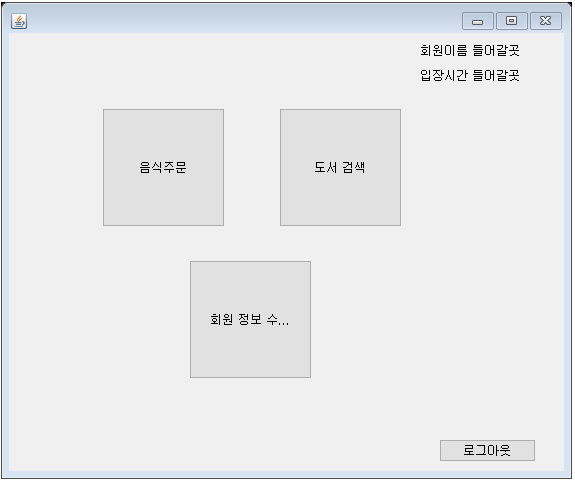 회원이름 들어갈곳
입장시간 들어갈곳
음식주문
도서 검색
회원 정보 수...
로그아웃